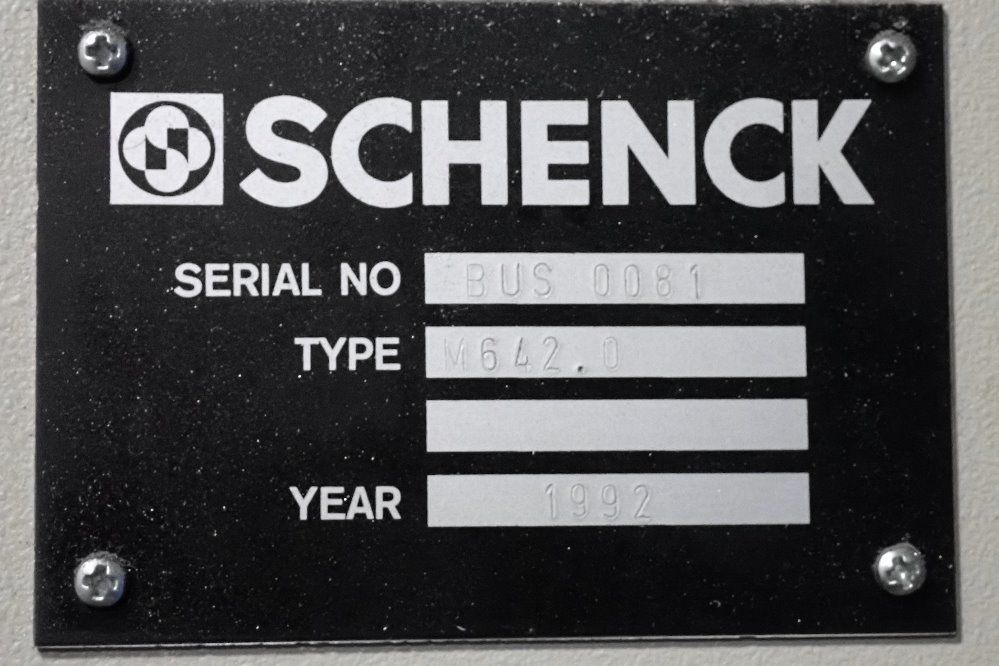 SCHENCK
SERIAL NO BUS 0081
TYPE M642.0
YEAR 1992